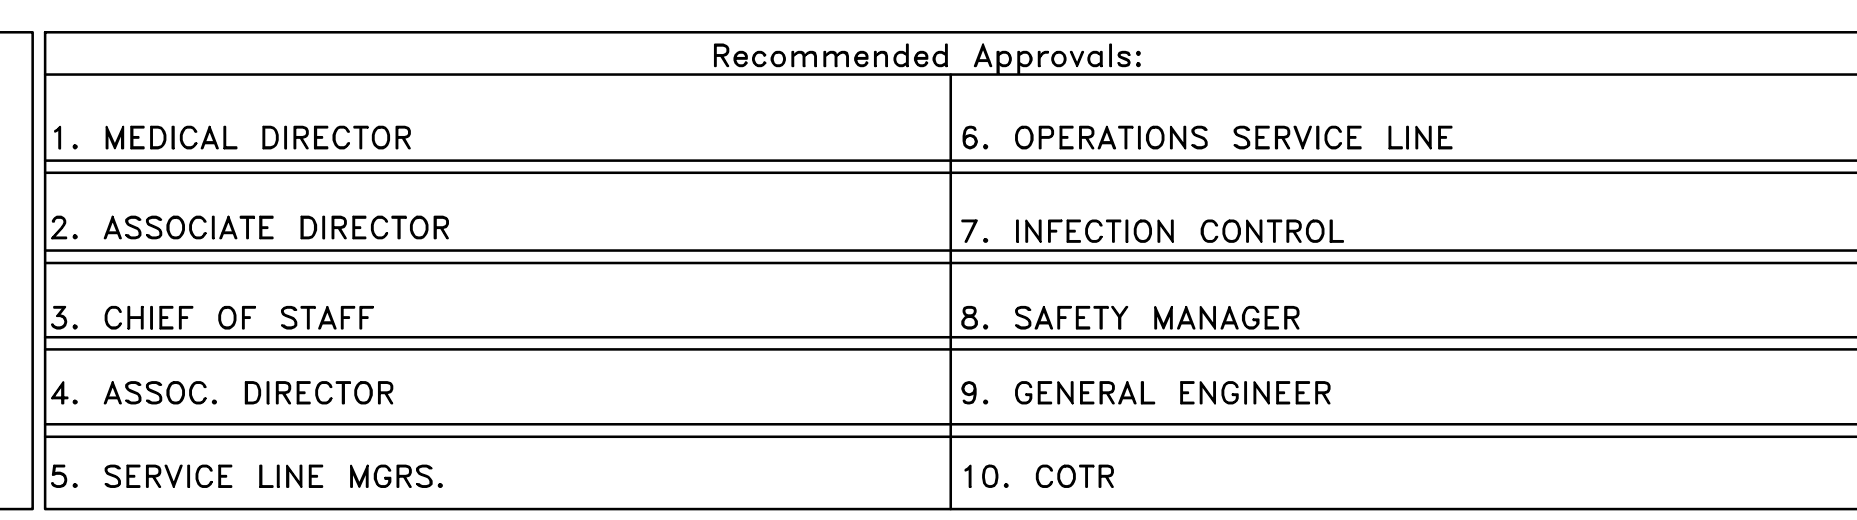 Recommended Approvals:
1. MEDICAL DIRECTOR
2. ASSOCIATE DIRECTOR
3. CHIEF OF STAFF
4. ASSOC. DIRECTOR
5. SERVICE LINE MGRS.
6. OPERATIONS SERVICE LINE
7. INFECTION CONTROL
8. SAFETY MANAGER
9. GENERAL ENGINEER
10. COTR